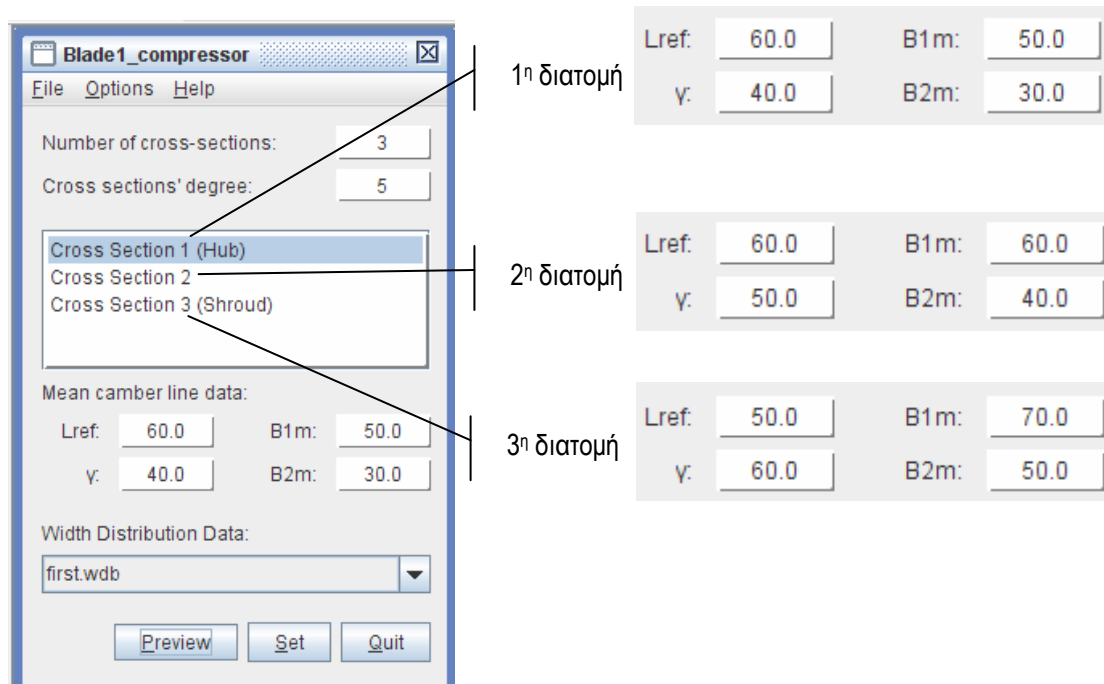 Blade1_compressor
File Options Help
Number of cross-sections: 3
Cross sections' degree: 5
Cross Section 1 (Hub)
Cross Section 2
Cross Section 3 (Shroud)
Mean camber line data:
Lref: 60.0 B1m: 50.0
γ: 40.0 B2m: 30.0
Width Distribution Data:
first.wdb
Preview Set Quit
1η διατομή
Lref: 60.0 B1m: 50.0
γ: 40.0 B2m: 30.0
2η διατομή
Lref: 60.0 B1m: 60.0
γ: 50.0 B2m: 40.0
3η διατομή
Lref: 50.0 B1m: 70.0
γ: 60.0 B2m: 50.0